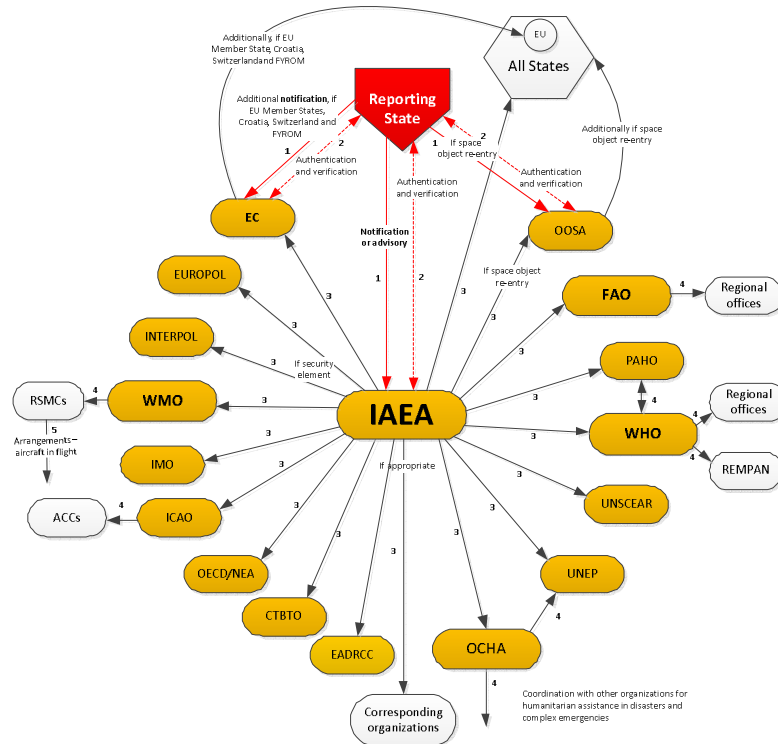 Additionally, if EU
Member State, Croatia,
Switzerland and FYROM
EU
All States
Reporting
State
Additional notification, if
EU Member States,
Croatia, Switzerland and
FYROM
1
2
Authentication
and verification
Authentication
and verification
1
If space
object re-entry
2
Authentication
and verification
Additionally if space
object re-entry
EC
OOSA
Notification
or advisory
1
2
3
3
If space object
re-entry
3
EUROPOL
3
FAO
4
Regional
offices
3
INTERPOL
3
If security
element
PAHO
3
4
RSMCs
4
WMO
3
IAEA
3
WHO
4
Regional
offices
4
REMPAN
5
Arrangements–
aircraft in flight
IMO
3
If appropriate
3
UNSCEAR
ACCs
4
ICAO
3
OECD/NEA
3
3
3
3
3
3
UNEP
CTBTO
EADRCC
OCHA
4
4
Coordination with other organizations for
humanitarian assistance in disasters and
complex emergencies
Corresponding
organizations